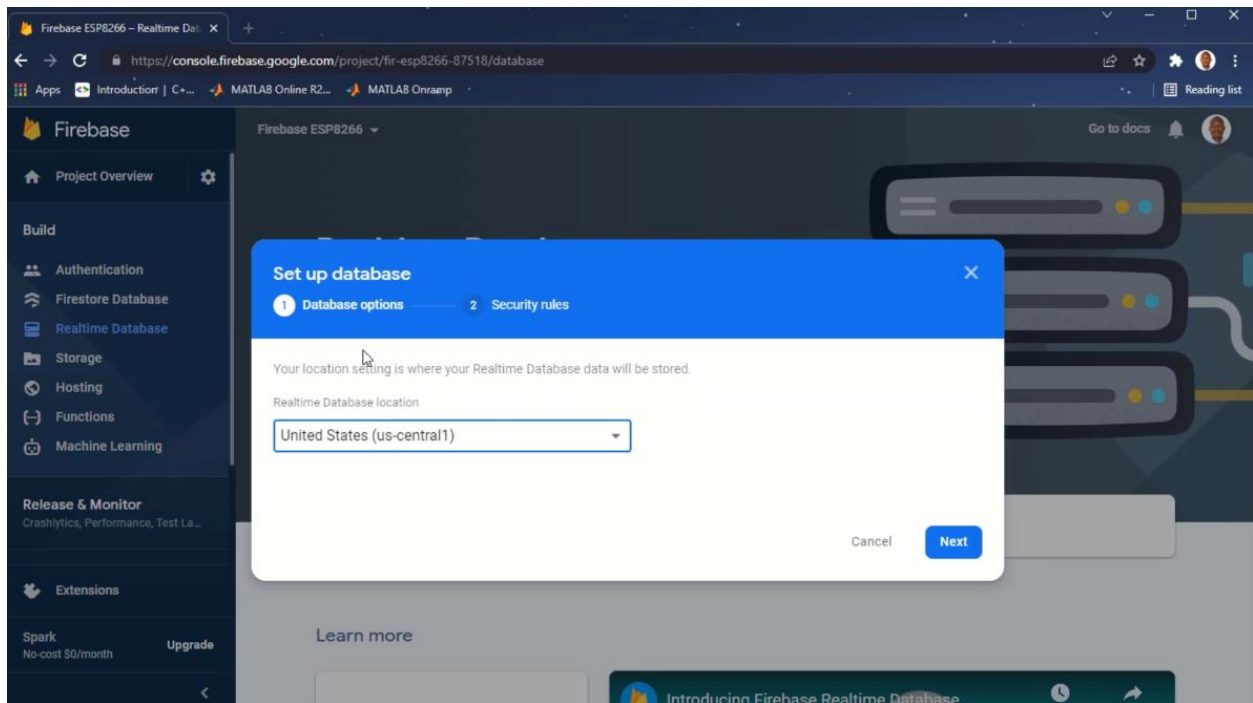 Firebase ESP8266 – Realtime Dat
https://console.firebase.google.com/project/fir-esp8266-87518/database
Apps
Introduction | C+...
MATLAB Online R2...
MATLAB Onramp
Reading list
Firebase
Firebase ESP8266
Go to docs
Project Overview
Build
Authentication
Firestore Database
Realtime Database
Storage
Hosting
Functions
Machine Learning
Release & Monitor
Crashlytics, Performance, Test La...
Extensions
Spark
No-cost $0/month
Upgrade
Set up database
1 Database options
2 Security rules
Your location setting is where your Realtime Database data will be stored.
Realtime Database location
United States (us-central1)
Cancel
Next
Learn more
Introducing Firebase Realtime Database